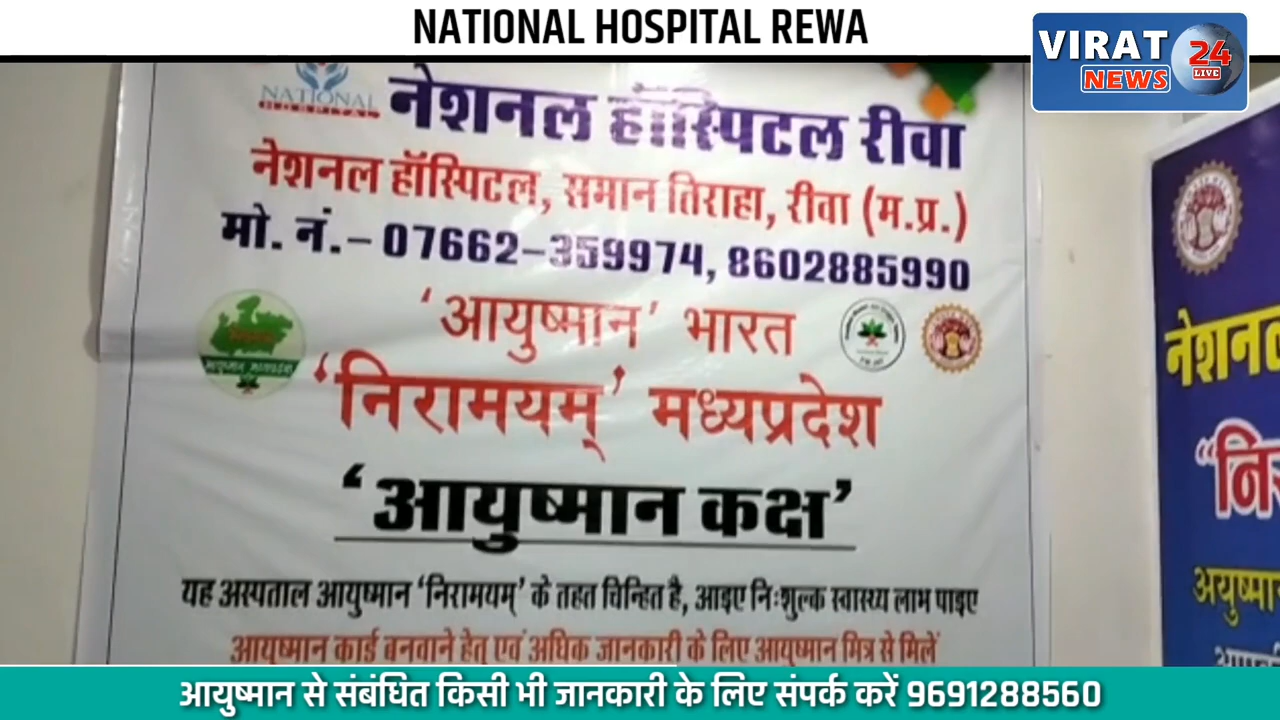 NATIONAL HOSPITAL REWA
VIRAT
NEWS
24
LIVE
NATIONAL
HOSPITAL
नेशनल हॉस्पिटल रीवा
नेशनल हॉस्पिटल, समान तिराहा, रीवा (म.प्र.)
मो. नं.- 07662-359974, 8602885990
'आयुष्मान' भारत
'निरामयम्' मध्यप्रदेश
'आयुष्मान कक्ष'
यह अस्पताल आयुष्मान 'निरामयम्' के तहत चिन्हित है, आइए निःशुल्क स्वास्थ्य लाभ पाइए
आयुष्मान कार्ड बनवाने हेतु एवं अधिक जानकारी के लिए आयुष्मान मित्र से मिलें
आयुष्मान से संबंधित किसी भी जानकारी के लिए संपर्क करें 9691288560